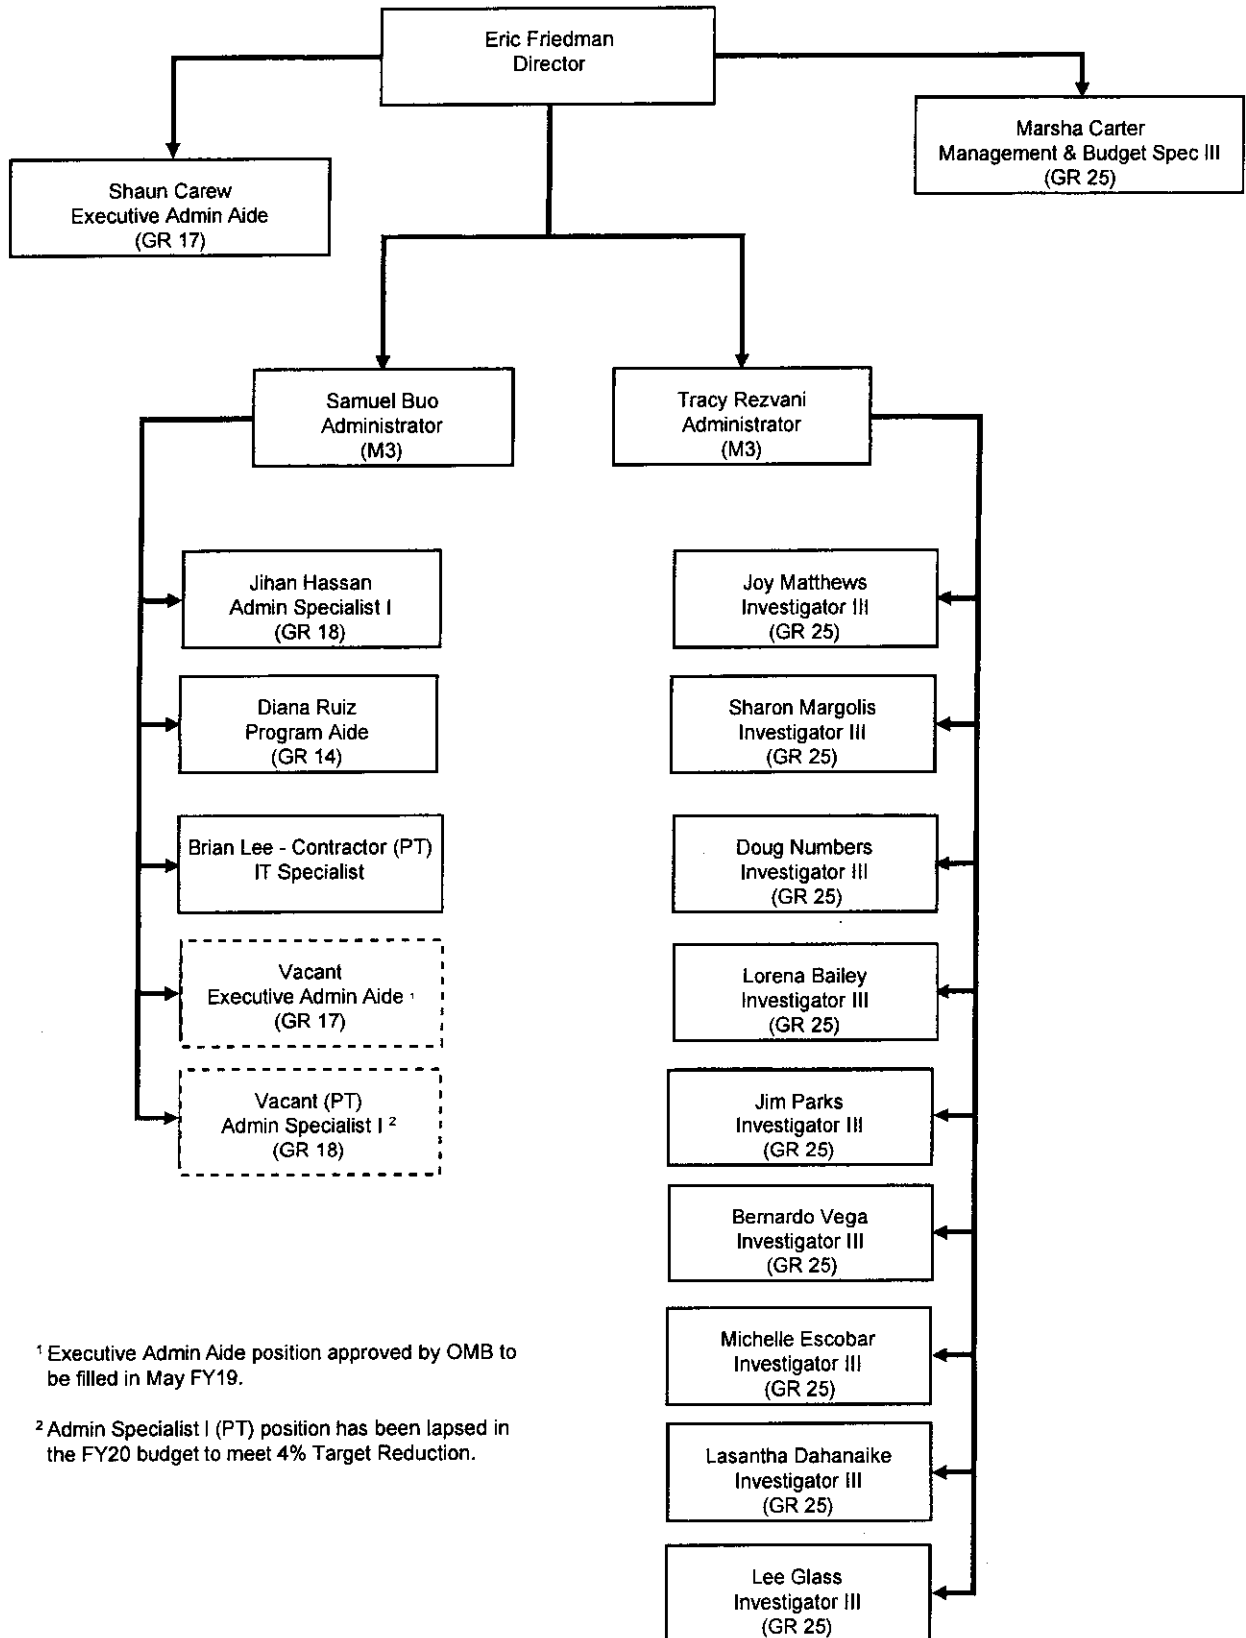 Eric Friedman
Director
Marsha Carter
Management & Budget Spec III
(GR 25)
Shaun Carew
Executive Admin Aide
(GR 17)
Samuel Buo
Administrator
(M3)
Tracy Rezvani
Administrator
(M3)
Jihan Hassan
Admin Specialist I
(GR 18)
Diana Ruiz
Program Aide
(GR 14)
Brian Lee - Contractor (PT)
IT Specialist
Vacant
Executive Admin Aide ¹
(GR 17)
Vacant (PT)
Admin Specialist I ²
(GR 18)
Joy Matthews
Investigator III
(GR 25)
Sharon Margolis
Investigator III
(GR 25)
Doug Numbers
Investigator III
(GR 25)
Lorena Bailey
Investigator III
(GR 25)
Jim Parks
Investigator III
(GR 25)
Bernardo Vega
Investigator III
(GR 25)
Michelle Escobar
Investigator III
(GR 25)
Lasantha Dahanaike
Investigator III
(GR 25)
Lee Glass
Investigator III
(GR 25)
¹ Executive Admin Aide position approved by OMB to
be filled in May FY19.
² Admin Specialist I (PT) position has been lapsed in
the FY20 budget to meet 4% Target Reduction.